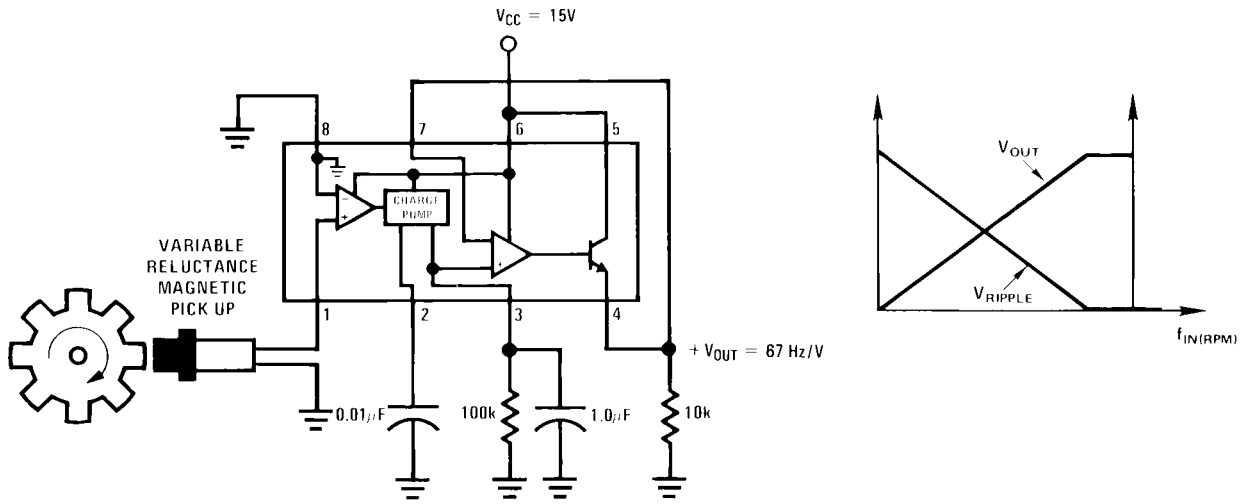 VCC = 15V
8 7 6 5
−
+
CHARGE
PUMP
+
VARIABLE
RELUCTANCE
MAGNETIC
PICK UP
1 2 3 4
+ VOUT = 67 Hz/V
0.01μF
100k
1.0μF
10k
VOUT
VRIPPLE
fIN(RPM)